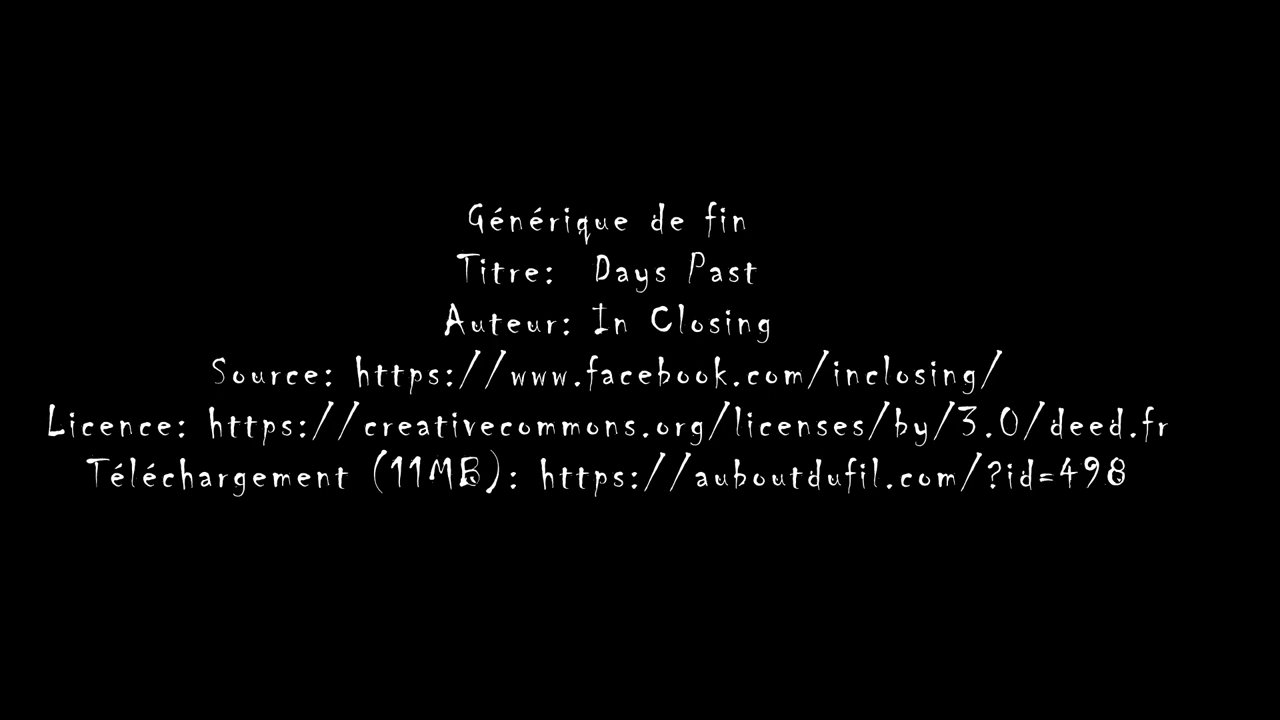 Générique de fin
Titre:  Days Past
Auteur: In Closing
Source: https://www.facebook.com/inclosing/
Licence: https://creativecommons.org/licenses/by/3.0/deed.fr
Téléchargement (11MB): https://auboutdufil.com/?id=498